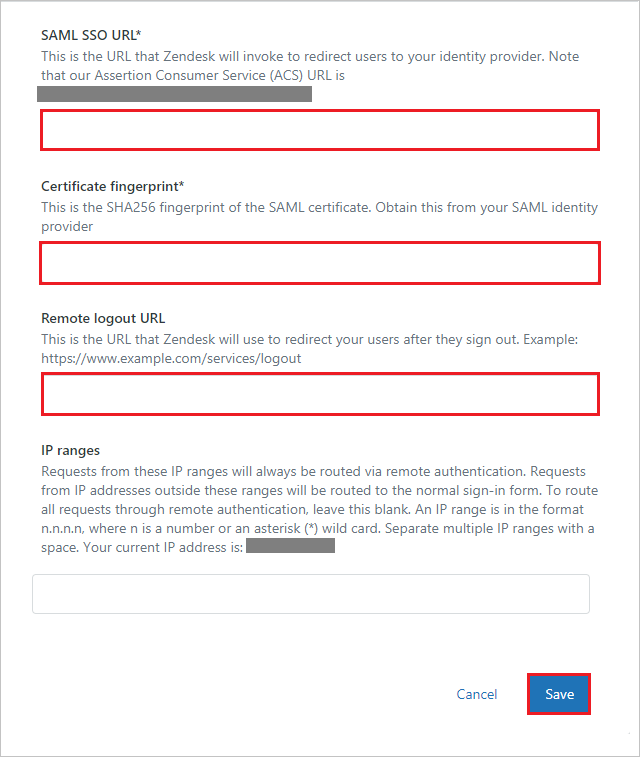 SAML SSO URL*
This is the URL that Zendesk will invoke to redirect users to your identity provider. Note
that our Assertion Consumer Service (ACS) URL is
Certificate fingerprint*
This is the SHA256 fingerprint of the SAML certificate. Obtain this from your SAML identity
provider
Remote logout URL
This is the URL that Zendesk will use to redirect your users after they sign out. Example:
https://www.example.com/services/logout
IP ranges
Requests from these IP ranges will always be routed via remote authentication. Requests
from IP addresses outside these ranges will be routed to the normal sign-in form. To route
all requests through remote authentication, leave this blank. An IP range is in the format
n.n.n.n, where n is a number or an asterisk (*) wild card. Separate multiple IP ranges with a
space. Your current IP address is:
Cancel
Save